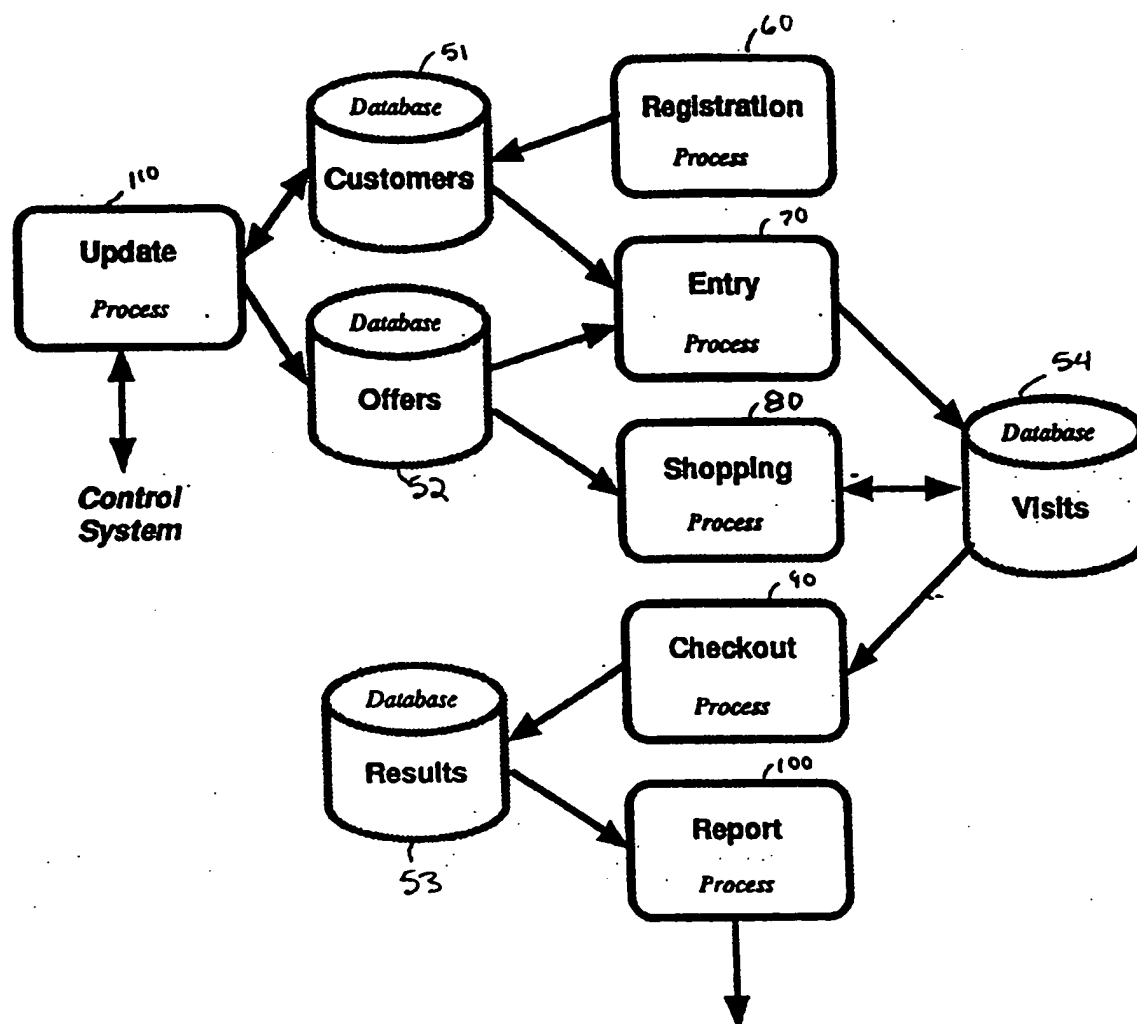 60
51
Database
Customers
Registration
Process
110
Update
Process
70
Entry
Process
Database
Offers
52
54
Database
Visits
80
Shopping
Process
Control
System
90
Checkout
Process
Database
Results
53
100
Report
Process